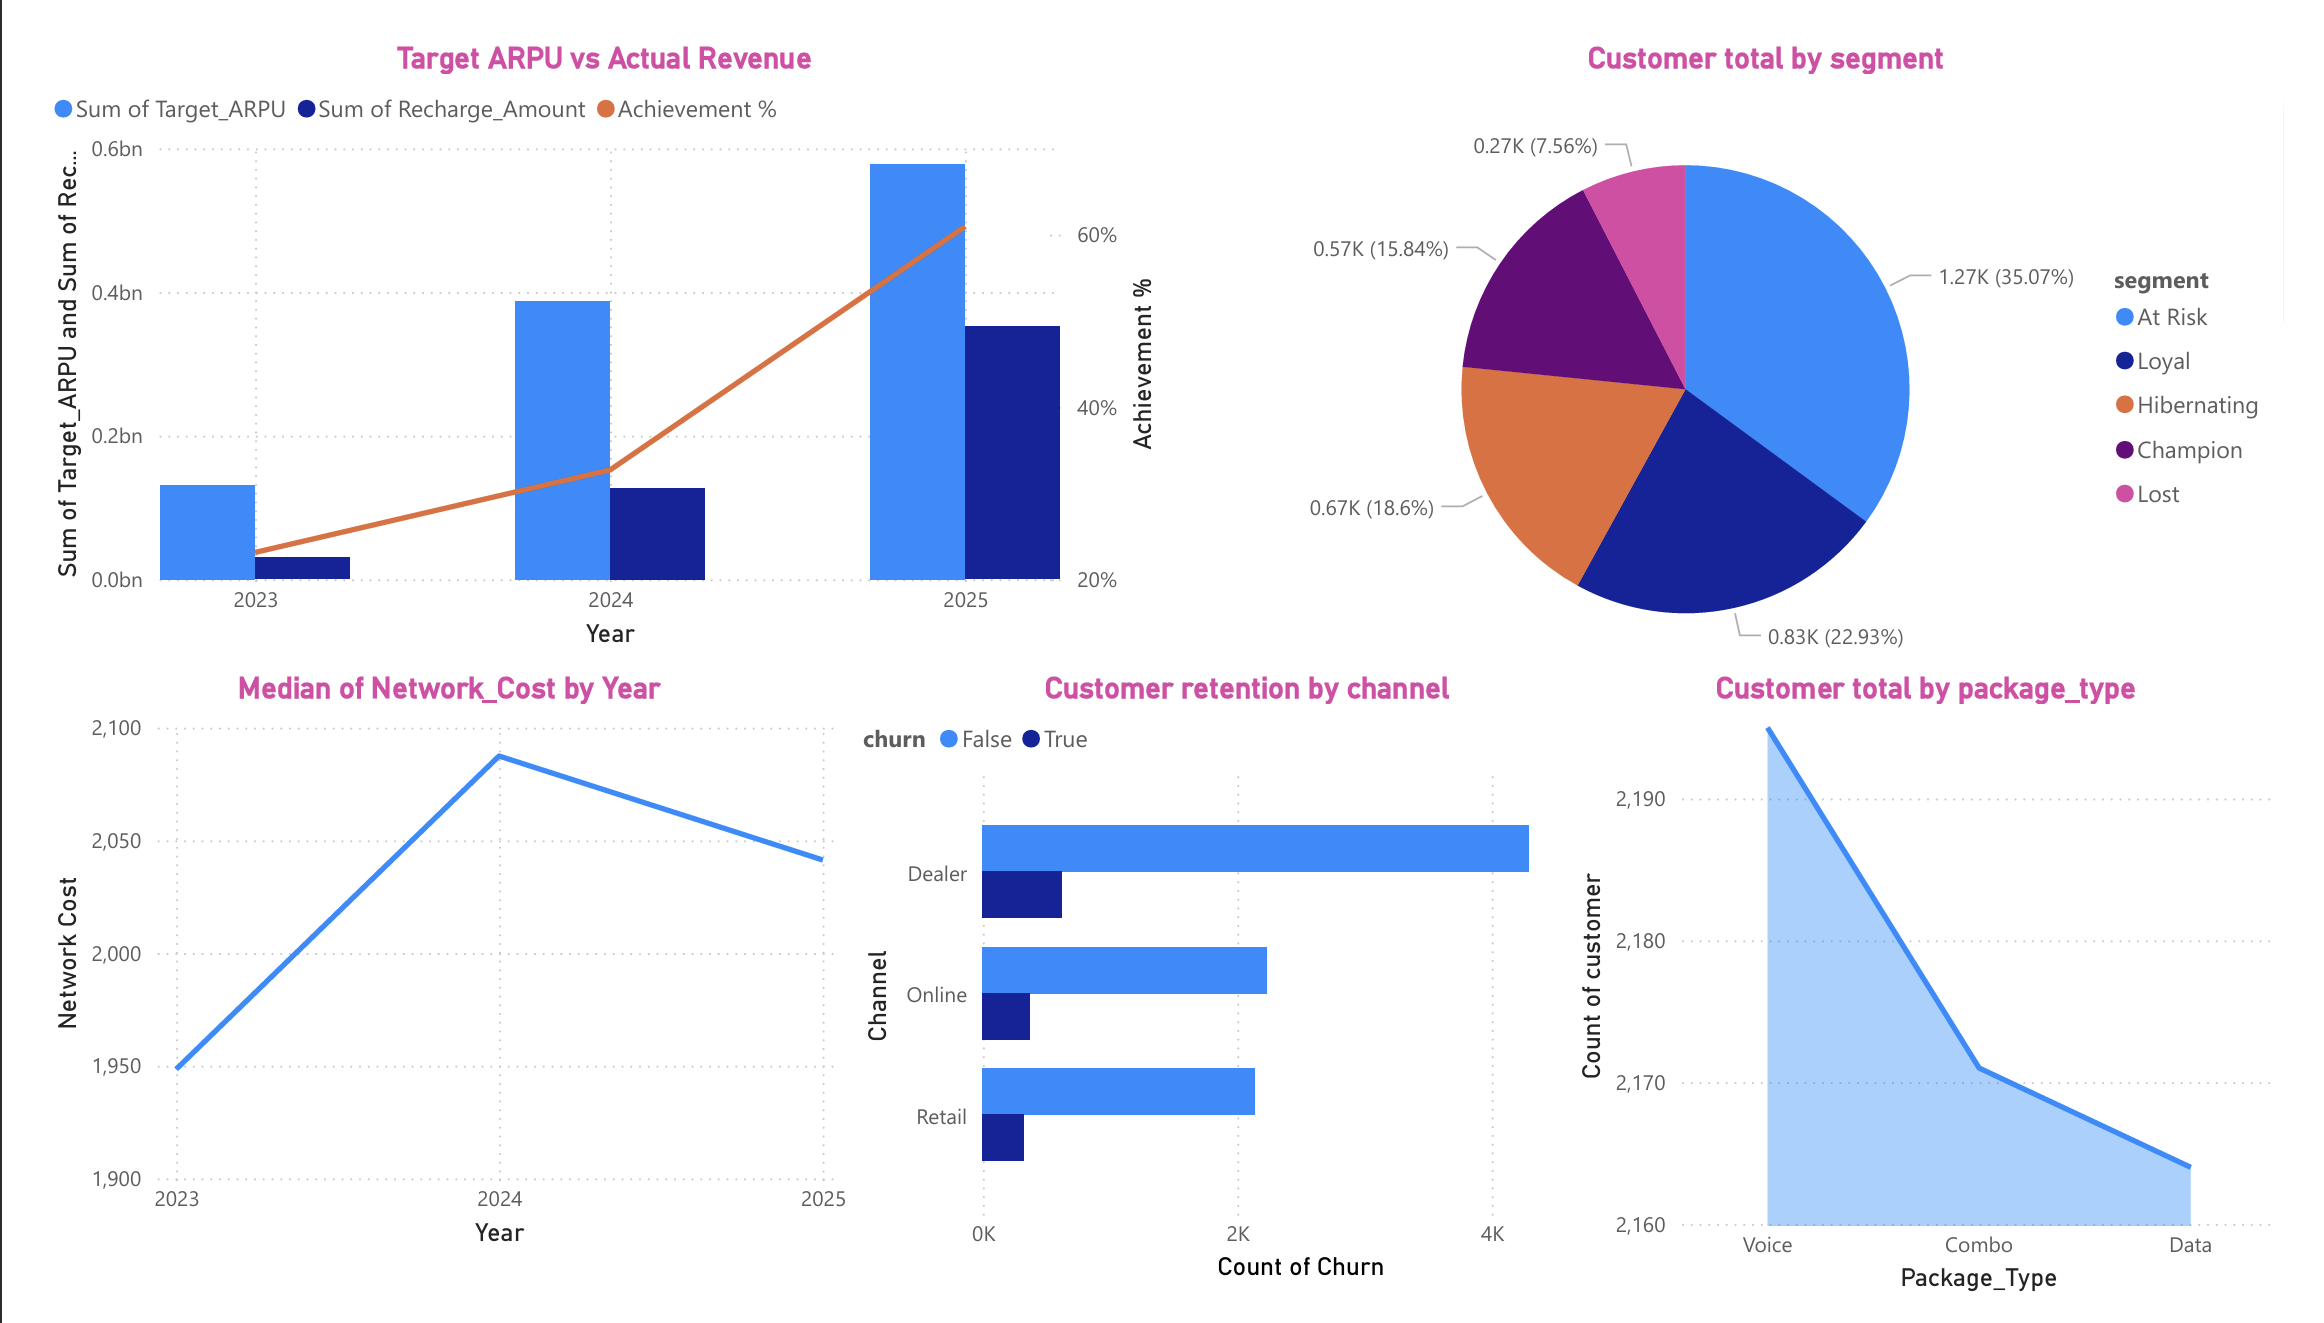 Target ARPU vs Actual Revenue
Sum of Target_ARPU Sum of Recharge_Amount Achievement %
Sum of Target_ARPU and Sum of Rec...
0.6bn
0.4bn
0.2bn
0.0bn
60%
40%
20%
Achievement %
2023 2024 2025
Year
Customer total by segment
0.27K (7.56%)
0.57K (15.84%)
1.27K (35.07%)
0.67K (18.6%)
0.83K (22.93%)
segment
At Risk
Loyal
Hibernating
Champion
Lost
Median of Network_Cost by Year
Network Cost
2,100
2,050
2,000
1,950
1,900
2023 2024 2025
Year
Customer retention by channel
churn False True
Channel
Dealer
Online
Retail
0K 2K 4K
Count of Churn
Customer total by package_type
Count of customer
2,190
2,180
2,170
2,160
Voice Combo Data
Package_Type